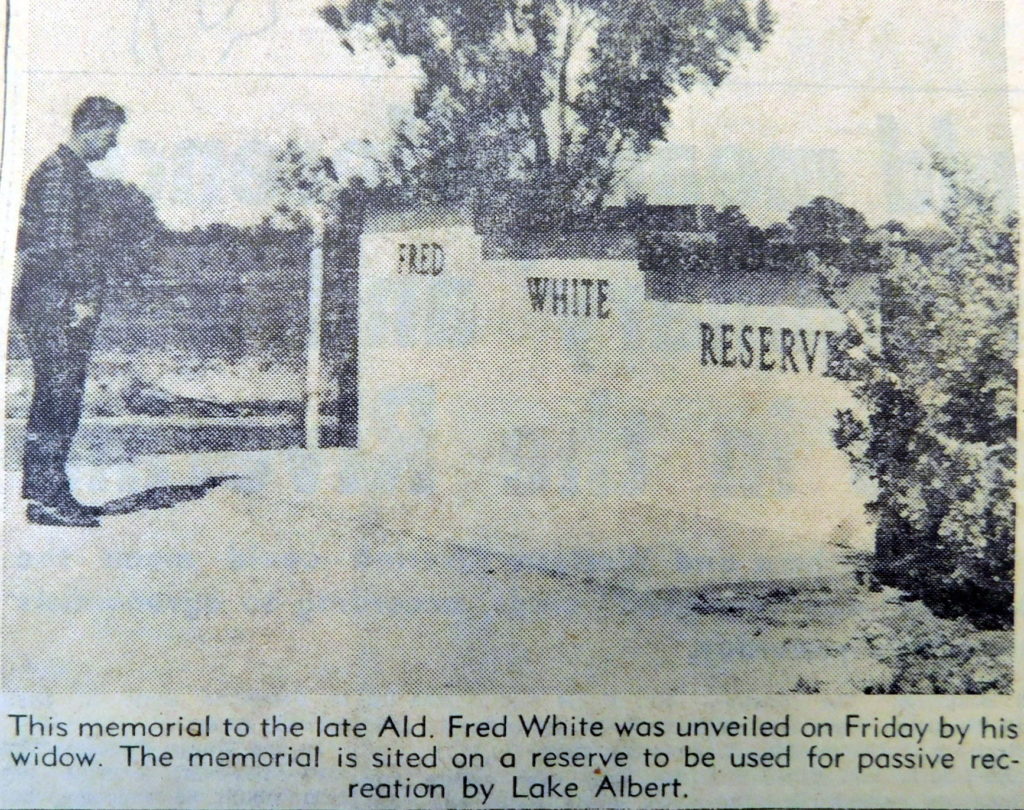 FRED
WHITE
RESERVE
This memorial to the late Ald. Fred White was unveiled on Friday by his
widow. The memorial is sited on a reserve to be used for passive rec-
reation by Lake Albert.